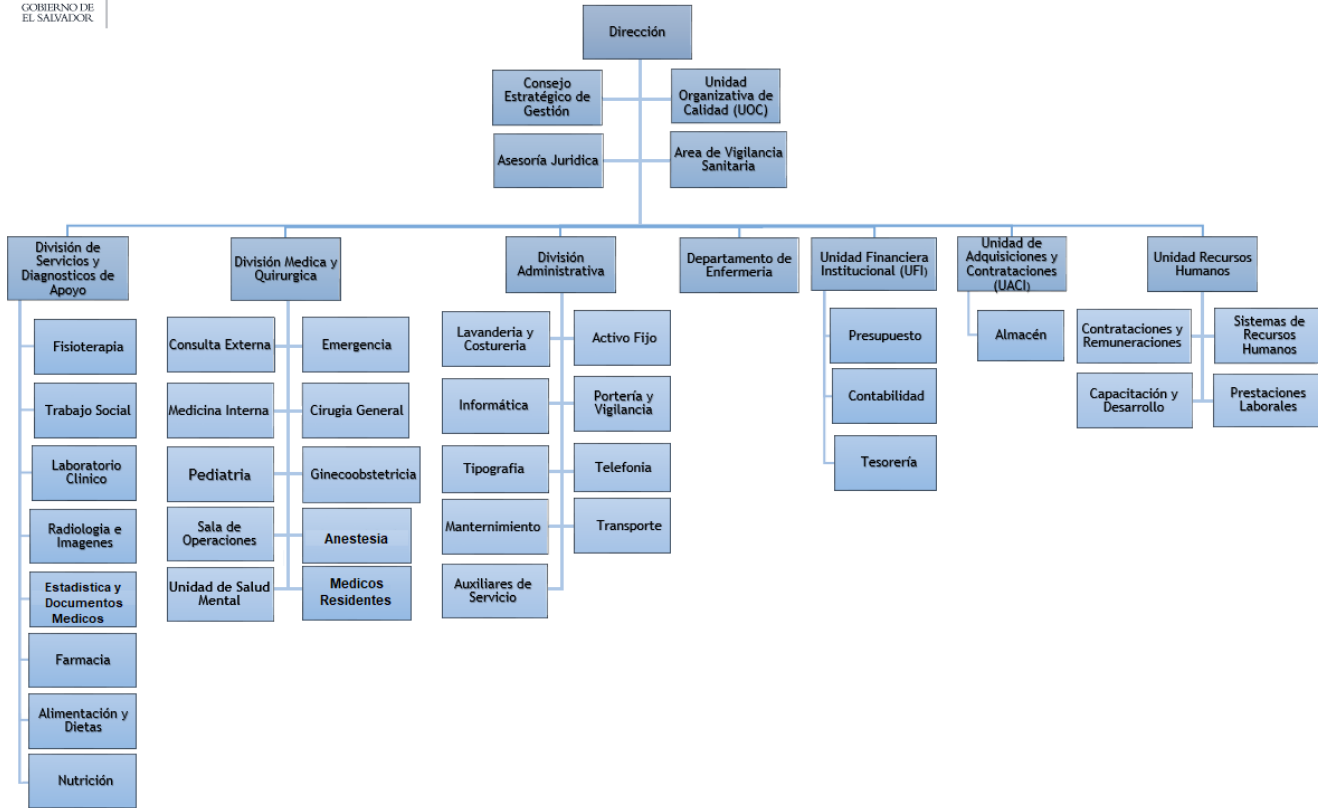 GOBIERNO DE
EL SALVADOR
Dirección
Consejo
Estratégico de
Gestión
Unidad
Organizativa de
Calidad (UOC)
Asesoría Juridica
Area de Vigilancia
Sanitaria
División de
Servicios y
Diagnosticos de
Apoyo
División Medica y
Quirurgica
División
Administrativa
Departamento de
Enfermeria
Unidad Financiera
Institucional (UFI)
Unidad de
Adquisiciones y
Contrataciones
(UACI)
Unidad Recursos
Humanos
Fisioterapia
Trabajo Social
Laboratorio
Clinico
Radiologia e
Imagenes
Estadistica y
Documentos
Medicos
Farmacia
Alimentación y
Dietas
Nutrición
Consulta Externa
Emergencia
Medicina Interna
Cirugia General
Pediatria
Ginecoobstetricia
Sala de
Operaciones
Anestesia
Unidad de Salud
Mental
Medicos
Residentes
Lavanderia y
Costureria
Activo Fijo
Informática
Portería y
Vigilancia
Tipografia
Telefonia
Manternimiento
Transporte
Auxiliares de
Servicio
Presupuesto
Contabilidad
Tesorería
Almacén
Contrataciones y
Remuneraciones
Sistemas de
Recursos
Humanos
Capacitación y
Desarrollo
Prestaciones
Laborales